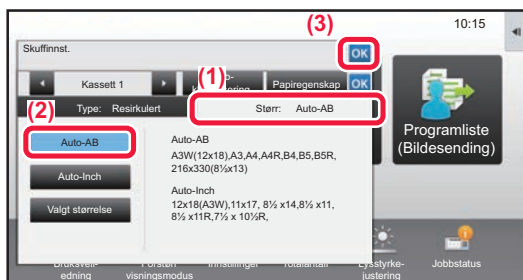 10:15
(3)
Skuffinnst.
OK
(1)
Kassett 1
Papiregenskap
OK
(2)
Type: Resirkulert
Størr: Auto-AB
Auto-AB
Auto-Inch
Valgt størrelse
Auto-AB
A3W(12x18),A3,A4,A4R,B4,B5,B5R,
216x330(8½x13)
Auto-Inch
12x18(A3W),11x17, 8½ x14,8½ x11,
8½ x11R,7½ x 10½R,
Programliste
(Bildesending)
edning
visningsmodus
Innstillinger
Totalantall
Lysstyrke-
justering
Jobbstatus